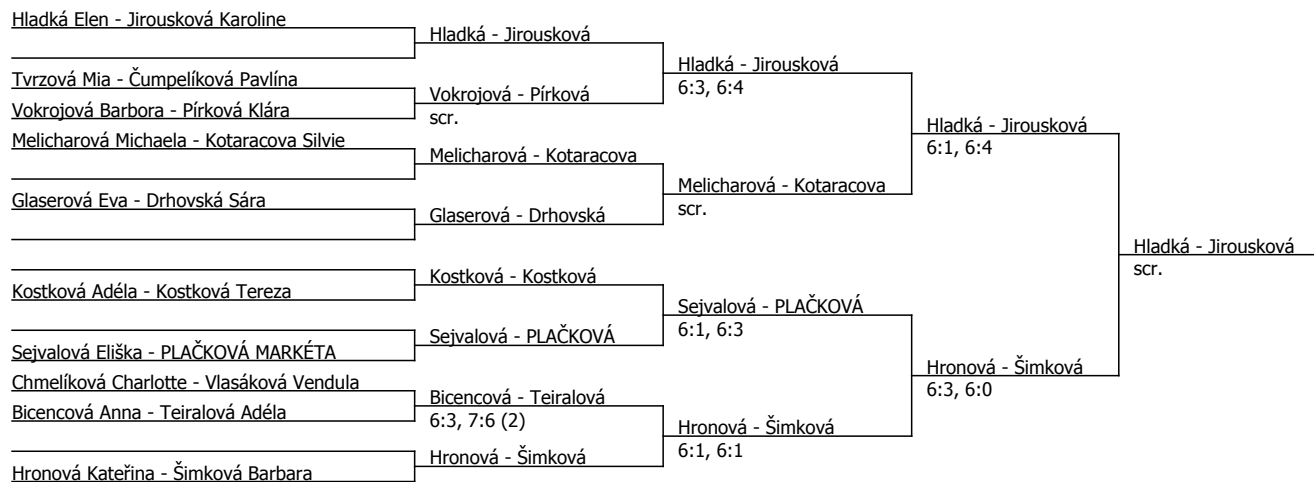 Hladká Elen - Jirousková Karoline
Hladká - Jirousková
Hladká - Jirousková
6:3, 6:4
Tvrzová Mia - Čumpelíková Pavlína
Vokrojová - Pírková
scr.
Vokrojová Barbora - Pírková Klára
Hladká - Jirousková
6:1, 6:4
Melicharová Michaela - Kotaracova Silvie
Melicharová - Kotaracova
Melicharová - Kotaracova
scr.
Glaserová Eva - Drhovská Sára
Glaserová - Drhovská
Hladká - Jirousková
scr.
Kostková - Kostková
Kostková Adéla - Kostková Tereza
Sejvalová - PLAČKOVÁ
6:1, 6:3
Sejvalová - PLAČKOVÁ
Sejvalová Eliška - PLAČKOVÁ MARKÉTA
Hronová - Šimková
6:3, 6:0
Chmelíková Charlotte - Vlasáková Vendula
Bicencová - Teiralová
6:3, 7:6 (2)
Bicencová Anna - Teiralová Adéla
Hronová - Šimková
6:1, 6:1
Hronová - Šimková
Hronová Kateřina - Šimková Barbara